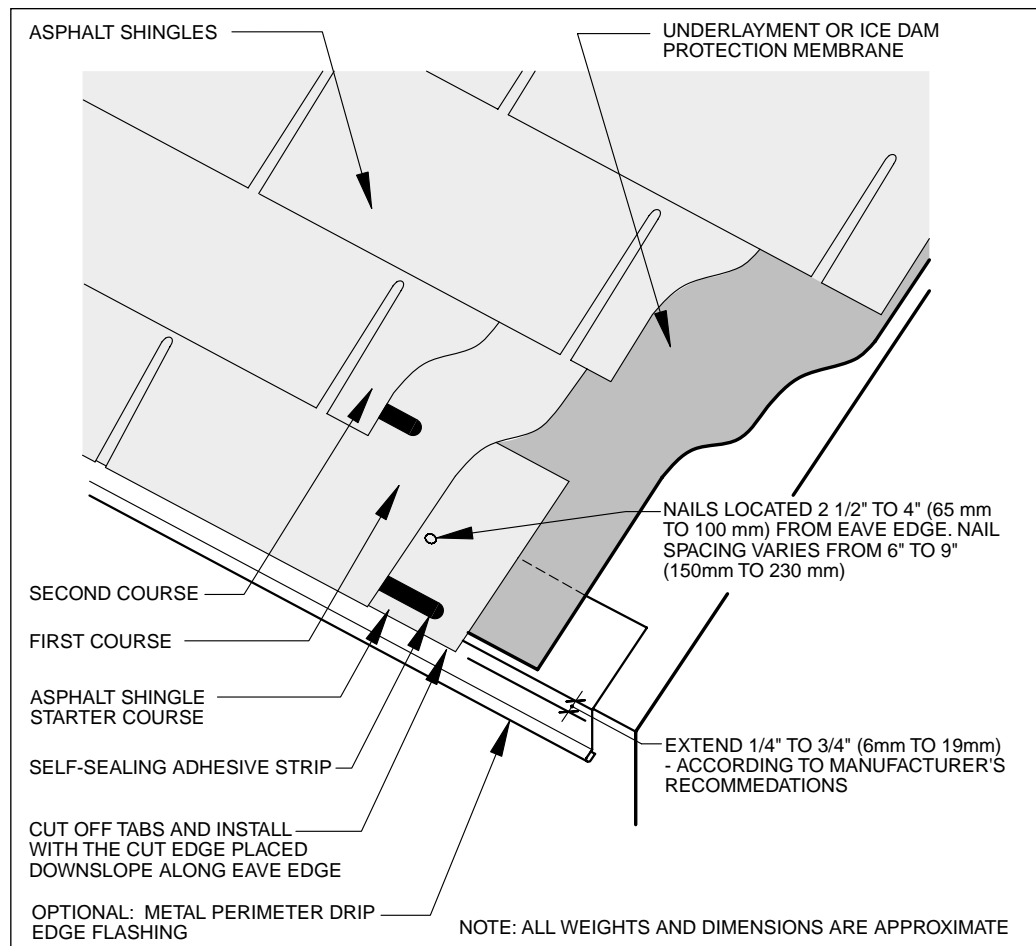 ASPHALT SHINGLES
UNDERLAYMENT OR ICE DAM
PROTECTION MEMBRANE
NAILS LOCATED 2 1/2" TO 4" (65 mm
TO 100 mm) FROM EAVE EDGE. NAIL
SPACING VARIES FROM 6" TO 9"
(150mm TO 230 mm)
SECOND COURSE
FIRST COURSE
ASPHALT SHINGLE
STARTER COURSE
SELF-SEALING ADHESIVE STRIP
EXTEND 1/4" TO 3/4" (6mm TO 19mm)
- ACCORDING TO MANUFACTURER'S
RECOMMEDATIONS
CUT OFF TABS AND INSTALL
WITH THE CUT EDGE PLACED
DOWNSLOPE ALONG EAVE EDGE
OPTIONAL: METAL PERIMETER DRIP
EDGE FLASHING
NOTE: ALL WEIGHTS AND DIMENSIONS ARE APPROXIMATE